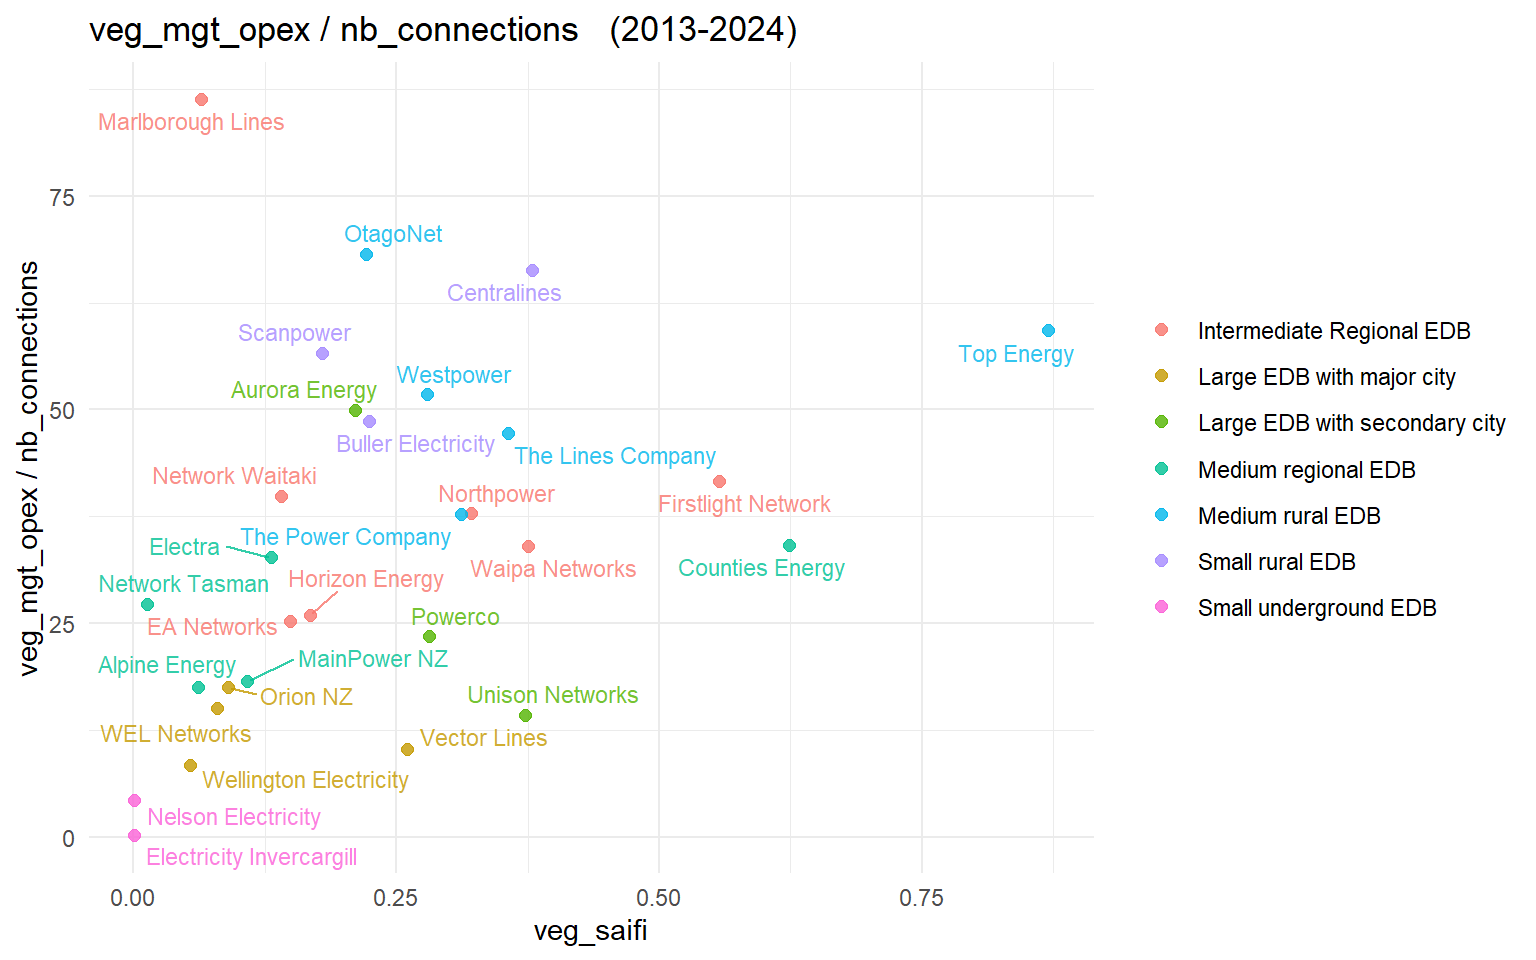 veg_mgt_opex / nb_connections (2013-2024)
Marlborough Lines
75
OtagoNet
Centralines
Scanpower
Top Energy
Westpower
Aurora Energy
50
Buller Electricity
The Lines Company
Network Waitaki
Northpower
Firstlight Network
The Power Company
Electra
Waipa Networks
Counties Energy
Horizon Energy
Network Tasman
Powerco
EA Networks
25
MainPower NZ
Alpine Energy
Orion NZ
Unison Networks
WEL Networks
Vector Lines
Wellington Electricity
Nelson Electricity
0
Electricity Invercargill
0.00
0.25
0.50
0.75
veg_saifi
veg_mgt_opex / nb_connections
Intermediate Regional EDB
Large EDB with major city
Large EDB with secondary city
Medium regional EDB
Medium rural EDB
Small rural EDB
Small underground EDB